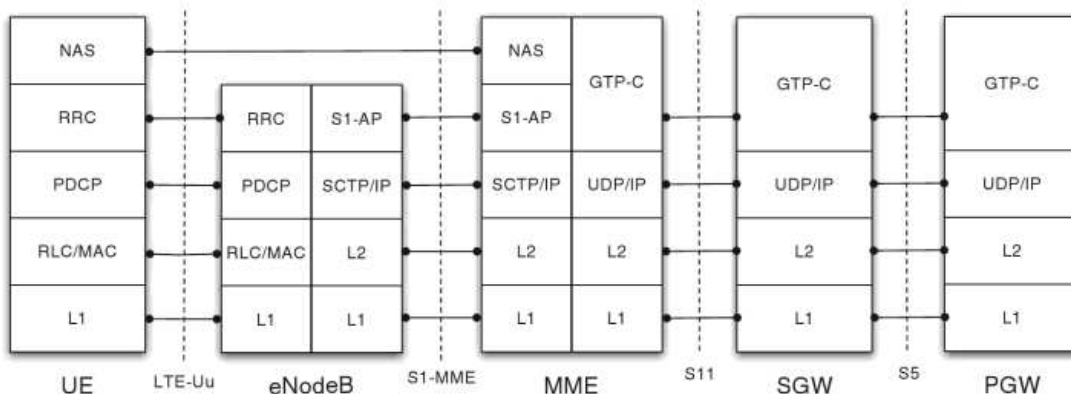 NAS NAS
GTP-C GTP-C GTP-C
RRC RRC S1-AP S1-AP
PDCP PDCP SCTP/IP SCTP/IP UDP/IP UDP/IP UDP/IP
RLC/MAC RLC/MAC L2 L2 L2 L2 L2
L1 L1 L1 L1 L1 L1 L1
UE LTE-Uu eNodeB S1-MME MME S11 SGW S5 PGW